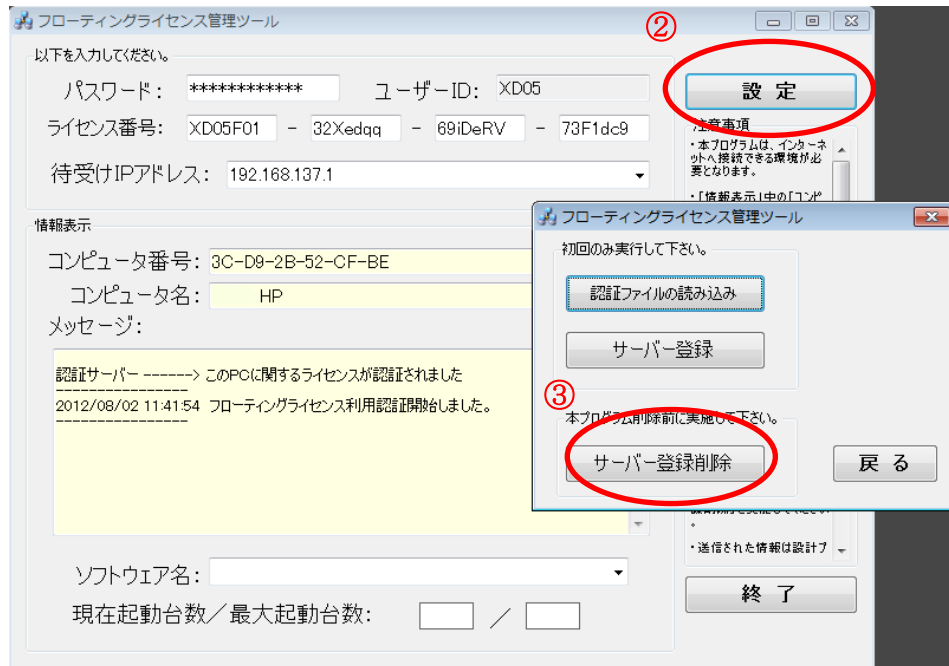 フローティングライセンス管理ツール
②
以下を入力してください。
パスワード: ************ ユーザーID: XD05
設 定
ライセンス番号: XD05F01 - 32Xedqq - 69iDeRV - 73F1dc9
待受けIPアドレス: 192.168.137.1
注意事項
・本プログラムは、インターネ
ットへ接続できる環境が必
要となります。
・「情報表示」中の「コンピ
情報表示
コンピュータ番号: 3C-D9-2B-52-CF-BE
コンピュータ名: HP
メッセージ:
認証サーバー ------> このPCに関するライセンスが認証されました
----------------
2012/08/02 11:41:54 フローティングライセンス利用認証開始しました。
----------------
フローティングライセンス管理ツール
初回のみ実行して下さい。
認証ファイルの読み込み
サーバー登録
③
本プログラム削除前に実施して下さい。
サーバー登録削除
戻 る
。
・送信された情報は設計プ
ソフトウェア名:
現在起動台数/最大起動台数: /
終 了